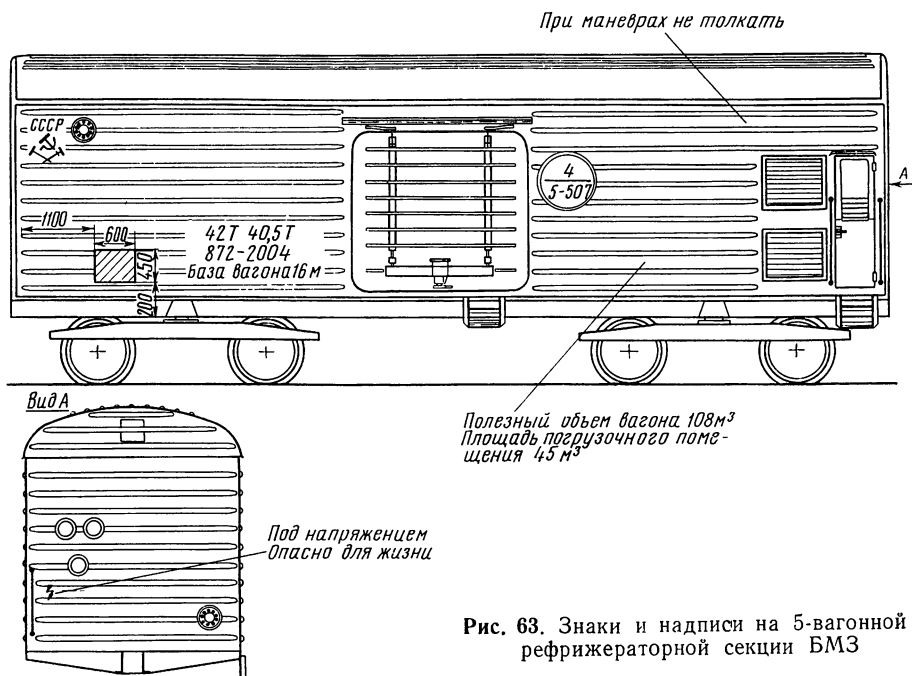 При маневрах не толкать
СССР
4
5-507
А
1100
600
450
200
42Т 40,5Т
872-2004
База вагона 16 м
Полезный объем вагона 108м³
Площадь погрузочного поме-
щения 45 м³
Вид А
Под напряжением
Опасно для жизни
Рис. 63. Знаки и надписи на 5-вагонной
рефрижераторной секции БМЗ